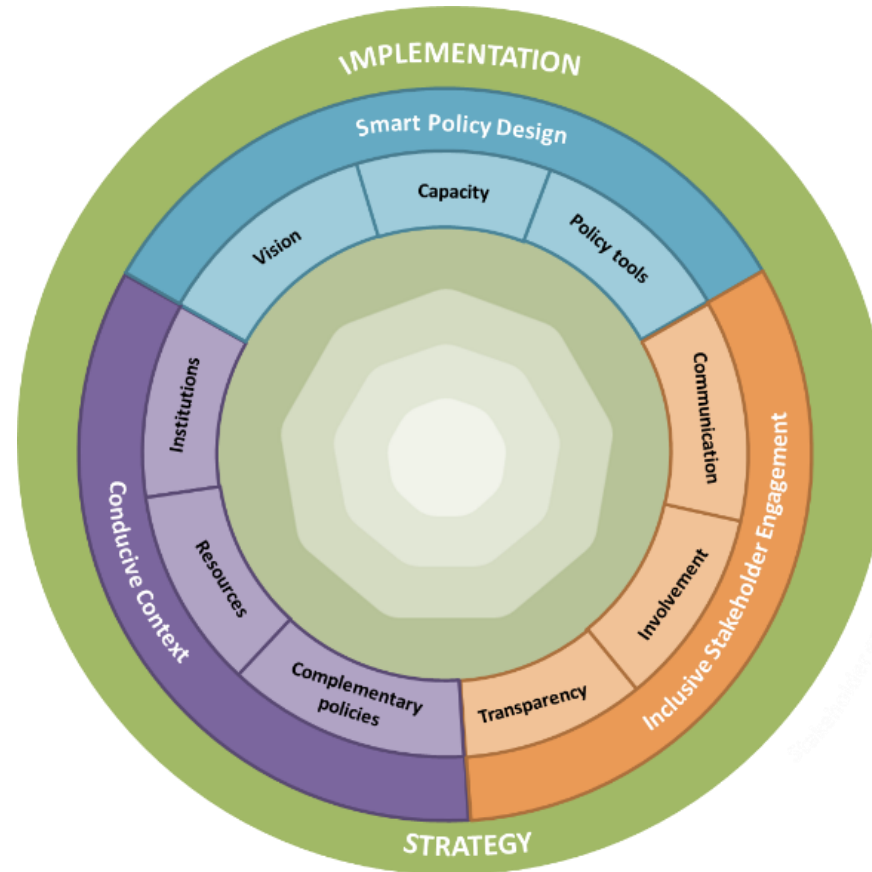 IMPLEMENTATION
Smart Policy Design
Vision
Capacity
Policy tools
Communication
Involvement
Transparency
Inclusive Stakeholder Engagement
Complementary
policies
Resources
Institutions
Conducive Context
STRATEGY